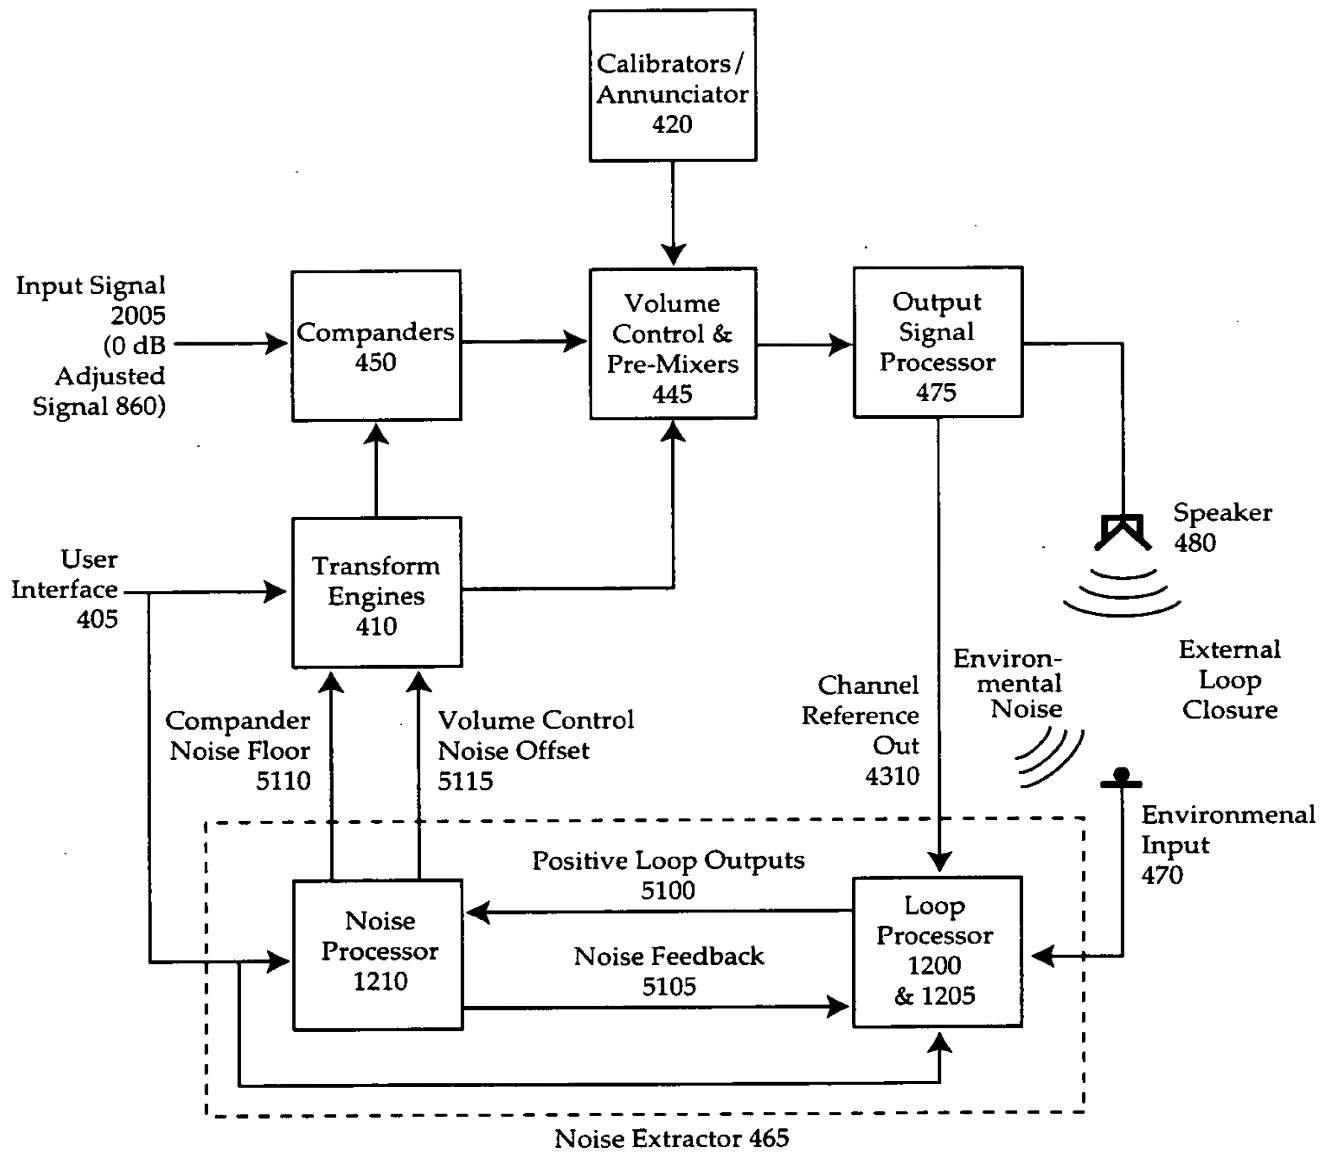 Calibrators/
Annunciator
420
Input Signal
2005
(0 dB
Adjusted
Signal 860)
Companders
450
Volume
Control &
Pre-Mixers
445
Output
Signal
Processor
475
Speaker
480
User
Interface
405
Transform
Engines
410
External
Loop
Closure
Environ-
mental
Noise
Channel
Reference
Out
4310
Compander
Noise Floor
5110
Volume Control
Noise Offset
5115
Environmenal
Input
470
Positive Loop Outputs
5100
Noise
Processor
1210
Noise Feedback
5105
Loop
Processor
1200
& 1205
Noise Extractor 465